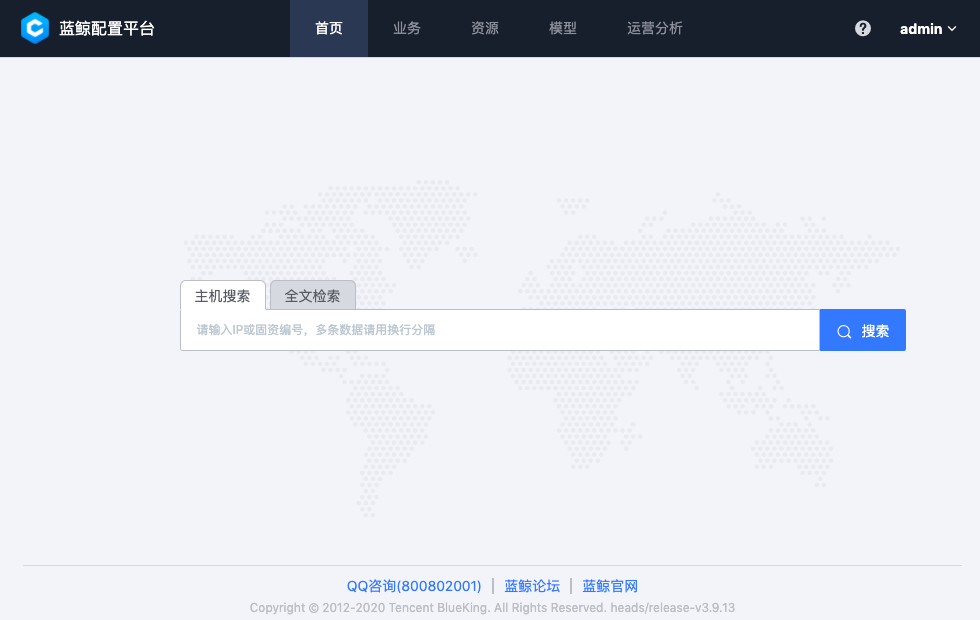 蓝鲸配置平台 首页 业务 资源 模型 运营分析 admin
主机搜索 全文检索
请输入IP或固资编号，多条数据请用换行分隔 搜索
QQ咨询(800802001) | 蓝鲸论坛 | 蓝鲸官网
Copyright © 2012-2020 Tencent BlueKing. All Rights Reserved. heads/release-v3.9.13